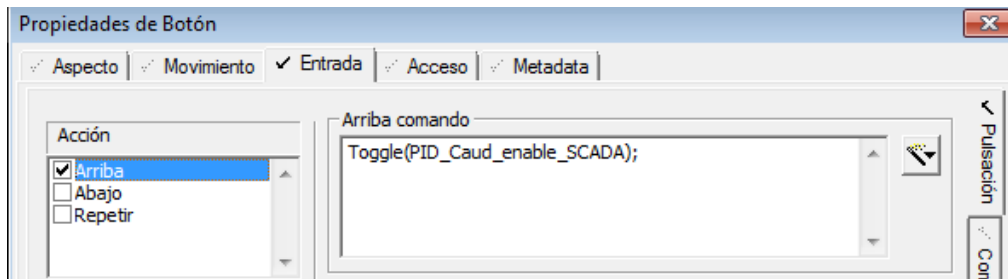 Propiedades de Botón
Aspecto Movimiento Entrada Acceso Metadata
Acción
Arriba
Abajo
Repetir
Arriba comando
Toggle(PID_Caud_enable_SCADA);
Pulsación